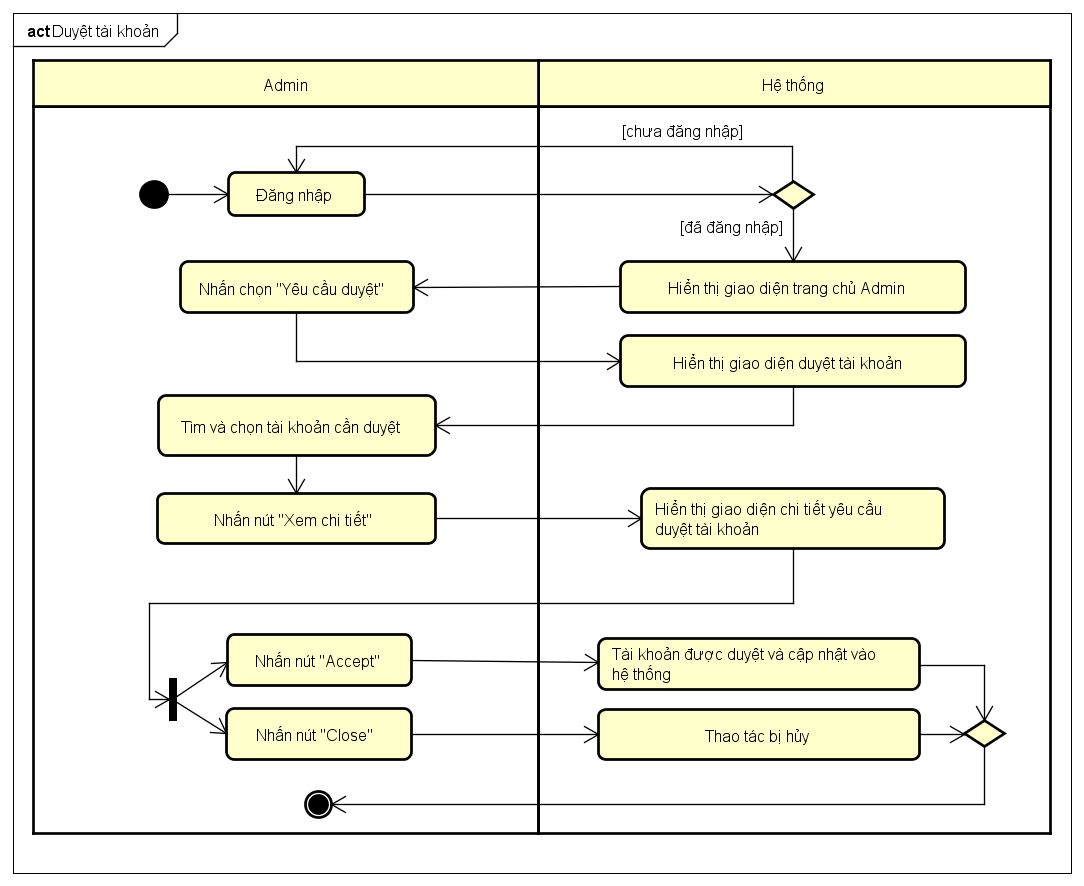 act Duyệt tài khoản
Admin
Hệ thống
[chưa đăng nhập]
Đăng nhập
[đã đăng nhập]
Nhấn chọn "Yêu cầu duyệt"
Hiển thị giao diện trang chủ Admin
Hiển thị giao diện duyệt tài khoản
Tìm và chọn tài khoản cần duyệt
Nhấn nút "Xem chi tiết"
Hiển thị giao diện chi tiết yêu cầu
duyệt tài khoản
Nhấn nút "Accept"
Tài khoản được duyệt và cập nhật vào
hệ thống
Nhấn nút "Close"
Thao tác bị hủy